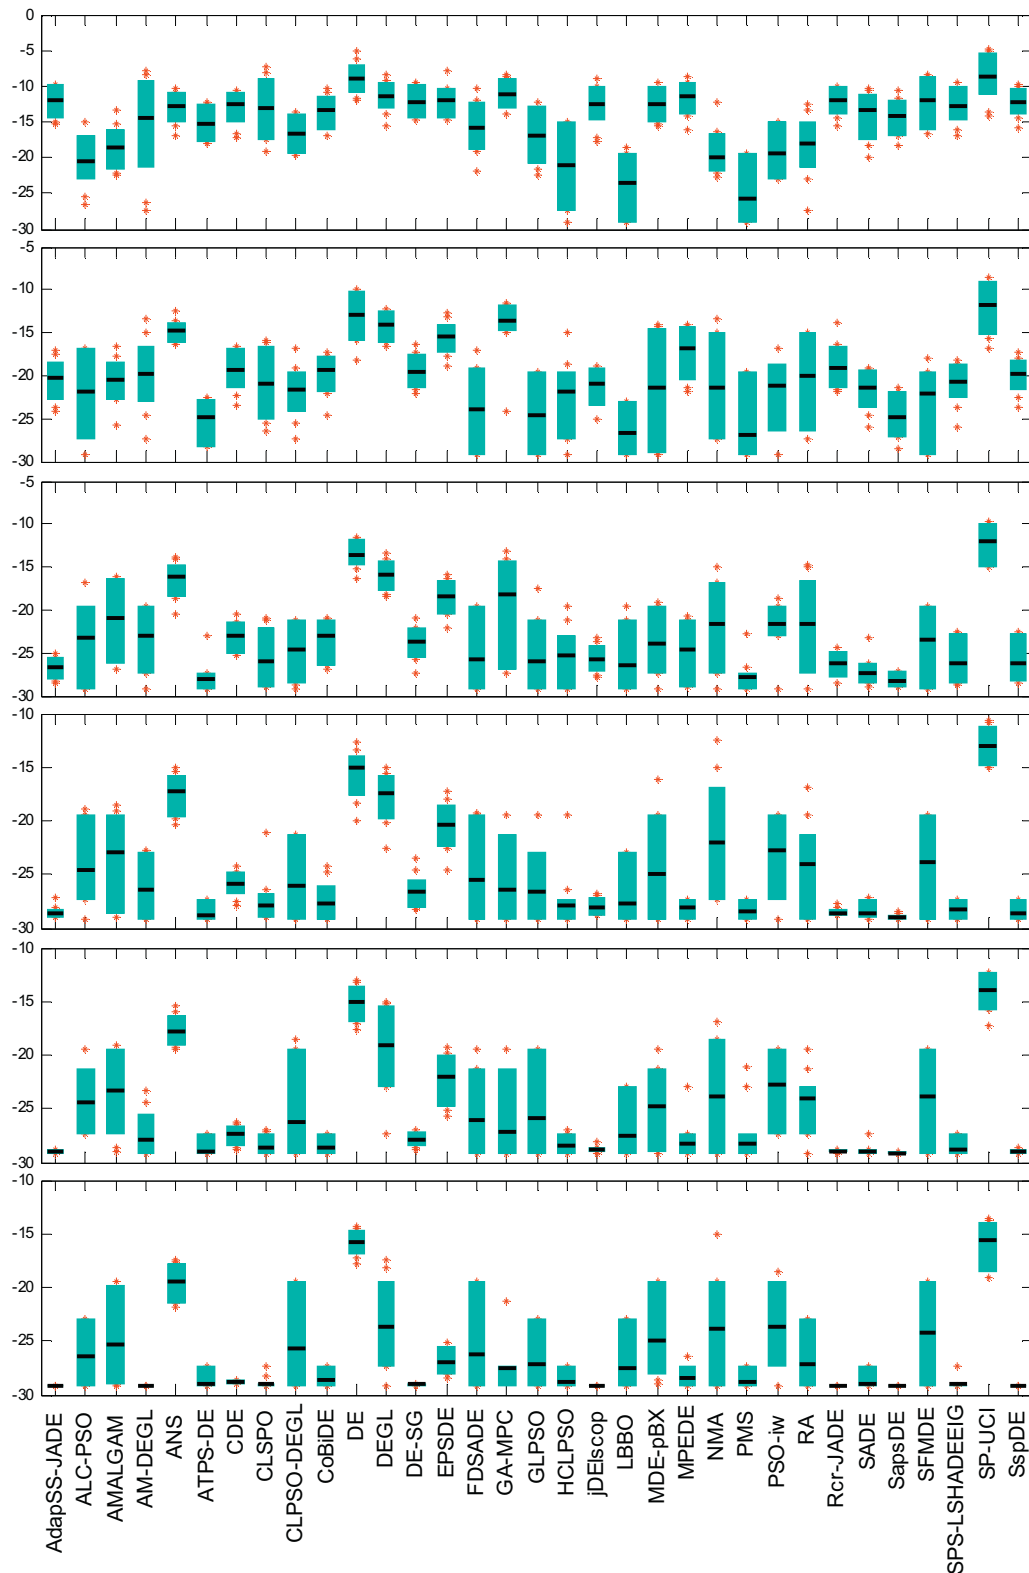 0
-5
-10
-15
-20
-25
-30
-5
-10
-15
-20
-25
-30
-5
-10
-15
-20
-25
-30
-10
-15
-20
-25
-30
-10
-15
-20
-25
-30
-10
-15
-20
-25
-30
AdapSS-JADE
ALC-PSO
AMALGAM
AM-DEGL
ANS
ATPS-DE
CDE
CLSPO
CLPSO-DEGL
CoBiDE
DE
DEGL
DE-SG
EPSDE
FDSADE
GA-MPC
GLPSO
HCLPSO
jDElscop
LBBO
MDE-pBX
MPEDE
NMA
PMS
PSO-iw
RA
Rcr-JADE
SADE
SapsDE
SFMDE
SPS-LSHADEEIG
SP-UCI
SspDE